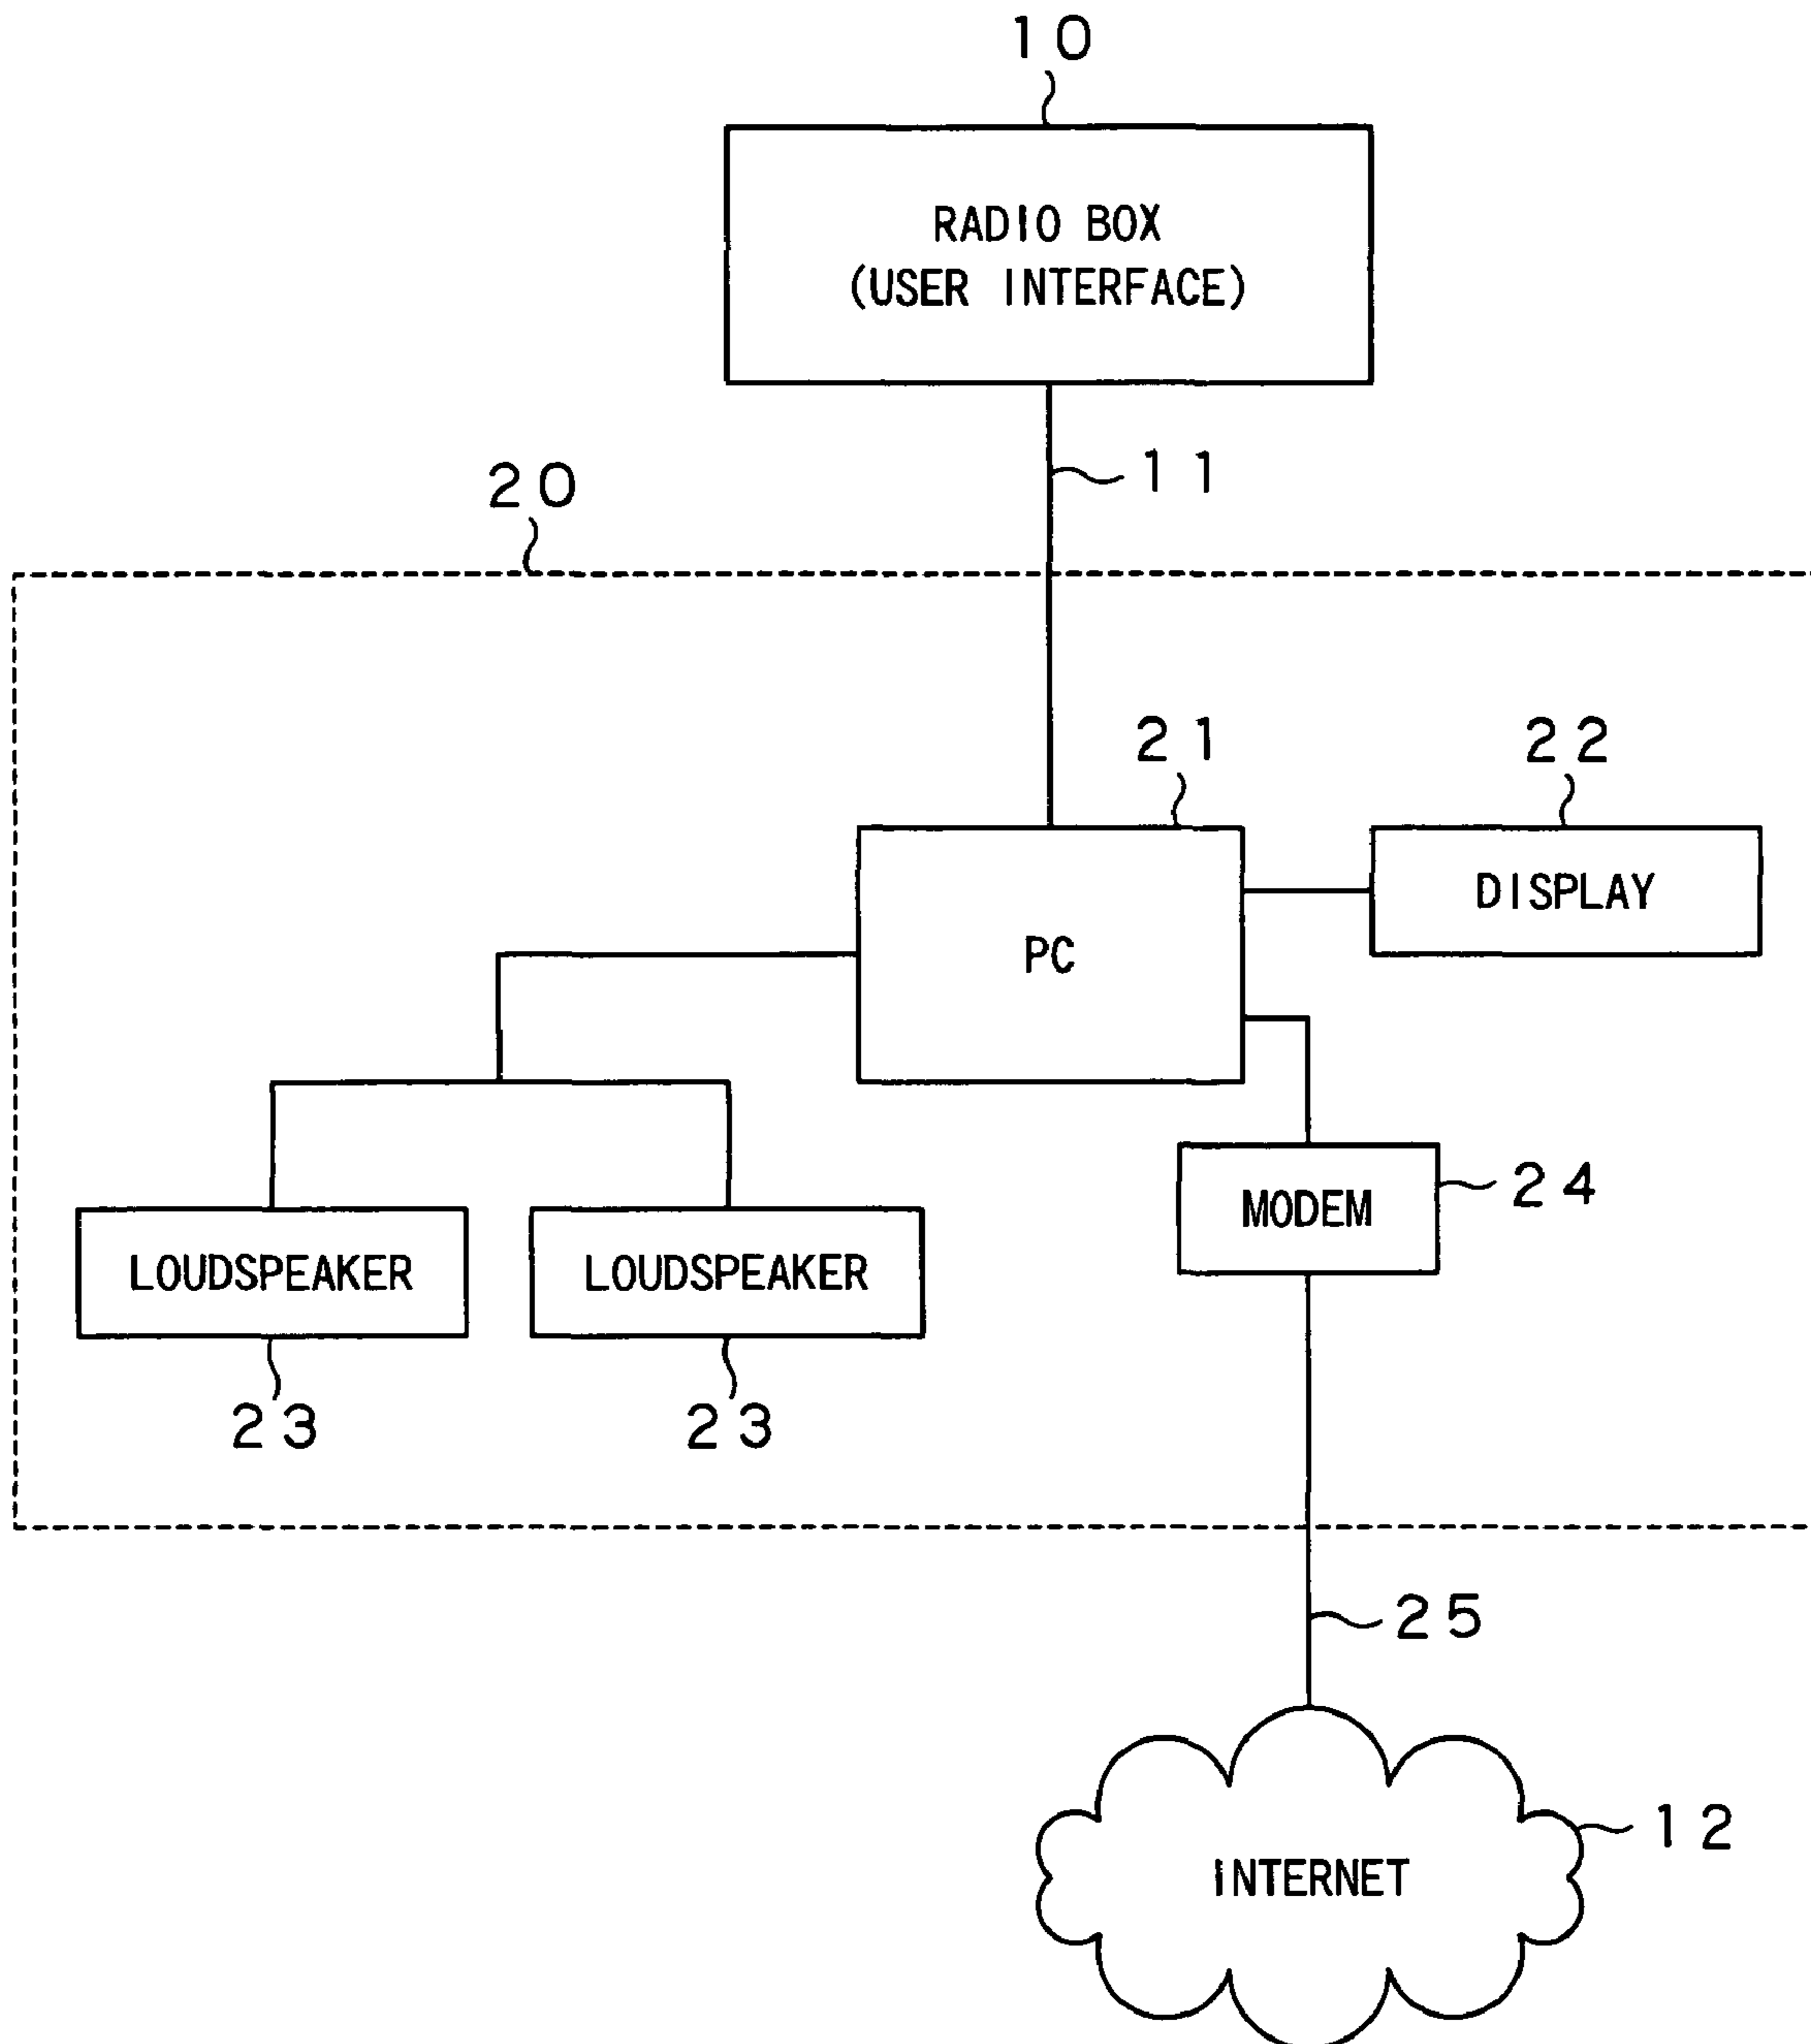 10
RADIO BOX
(USER INTERFACE)
11
20
21
22
DISPLAY
PC
24
MODEM
LOUDSPEAKER
LOUDSPEAKER
23
23
25
12
INTERNET